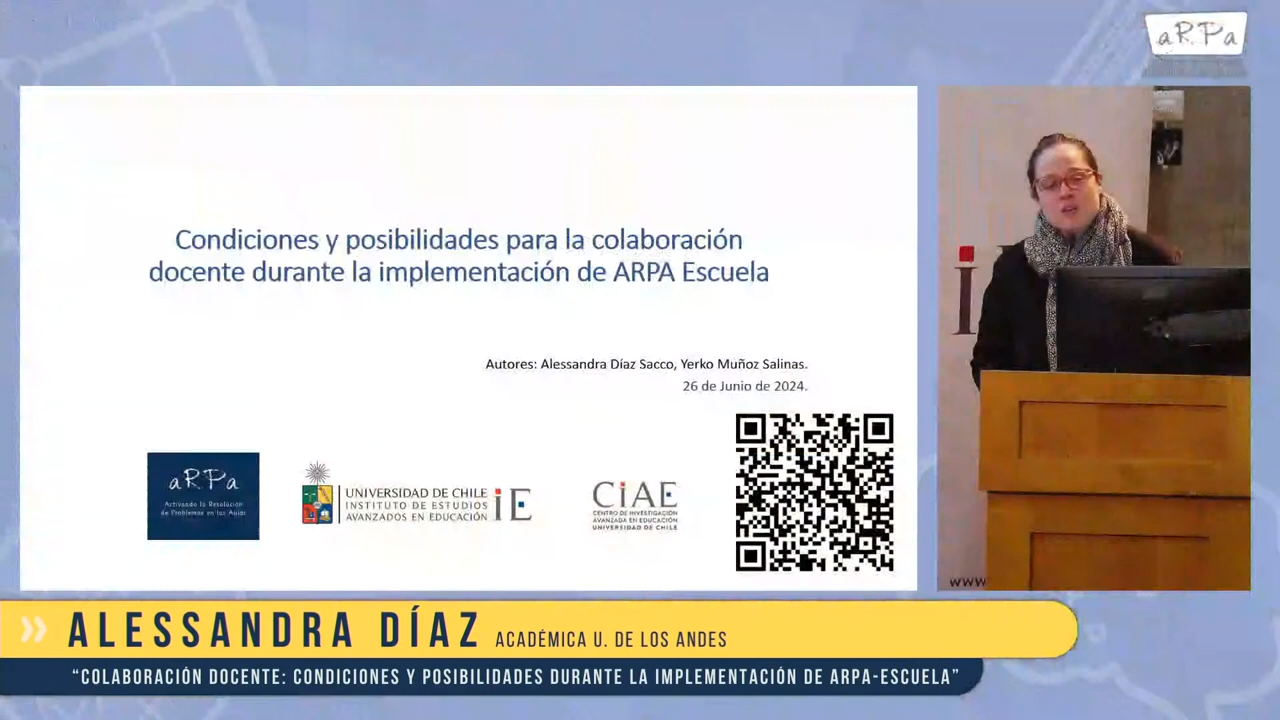 aRPa
Condiciones y posibilidades para la colaboración
docente durante la implementación de ARPA Escuela
Autores: Alessandra Díaz Sacco, Yerko Muñoz Salinas.
26 de Junio de 2024.
aRPa
Activando la Resolución
de Problemas en las Aulas
UNIVERSIDAD DE CHILE
INSTITUTO DE ESTUDIOS
AVANZADOS EN EDUCACIÓN
iE
CiAE
CENTRO DE INVESTIGACIÓN
AVANZADA EN EDUCACIÓN
UNIVERSIDAD DE CHILE
i
www
ALESSANDRA DÍAZ ACADÉMICA U. DE LOS ANDES
“COLABORACIÓN DOCENTE: CONDICIONES Y POSIBILIDADES DURANTE LA IMPLEMENTACIÓN DE ARPA-ESCUELA”